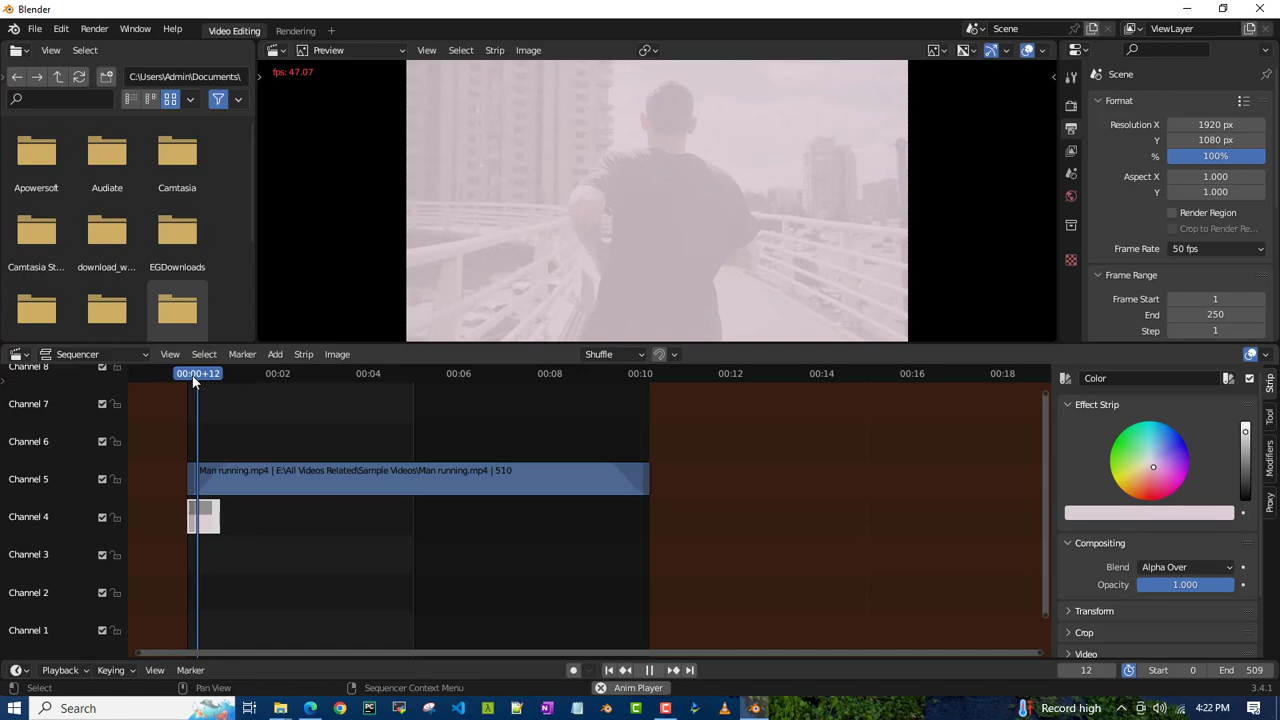 Blender
File Edit Render Window Help Video Editing Rendering + Scene ViewLayer
View Select Preview View Select Strip Image
C:\Users\Admin\Documents\
fps: 47.07
Apowersoft Audiate Camtasia
Camtasia St... download_w... EGDownloads
Scene
Format
Resolution X 1920 px
Y 1080 px
% 100%
Aspect X 1.000
Y 1.000
Render Region
Crop to Render Re...
Frame Rate 50 fps
Frame Range
Frame Start 1
End 250
Step 1
Sequencer View Select Marker Add Strip Image Shuffle
00:00+12 00:02 00:04 00:06 00:08 00:10 00:12 00:14 00:16 00:18
Channel 8
Channel 7
Channel 6
Channel 5
Man running.mp4 | E:\All Videos Related\Sample Videos\Man running.mp4 | 510
Channel 4
Channel 3
Channel 2
Channel 1
Color
Effect Strip
Compositing
Blend Alpha Over
Opacity 1.000
Transform
Crop
Video
Strip
Tool
Modifiers
Proxy
Playback Keying View Marker 12 Start 0 End 509
Select Pan View Sequencer Context Menu Anim Player 3.4.1
Search Record high 4:22 PM